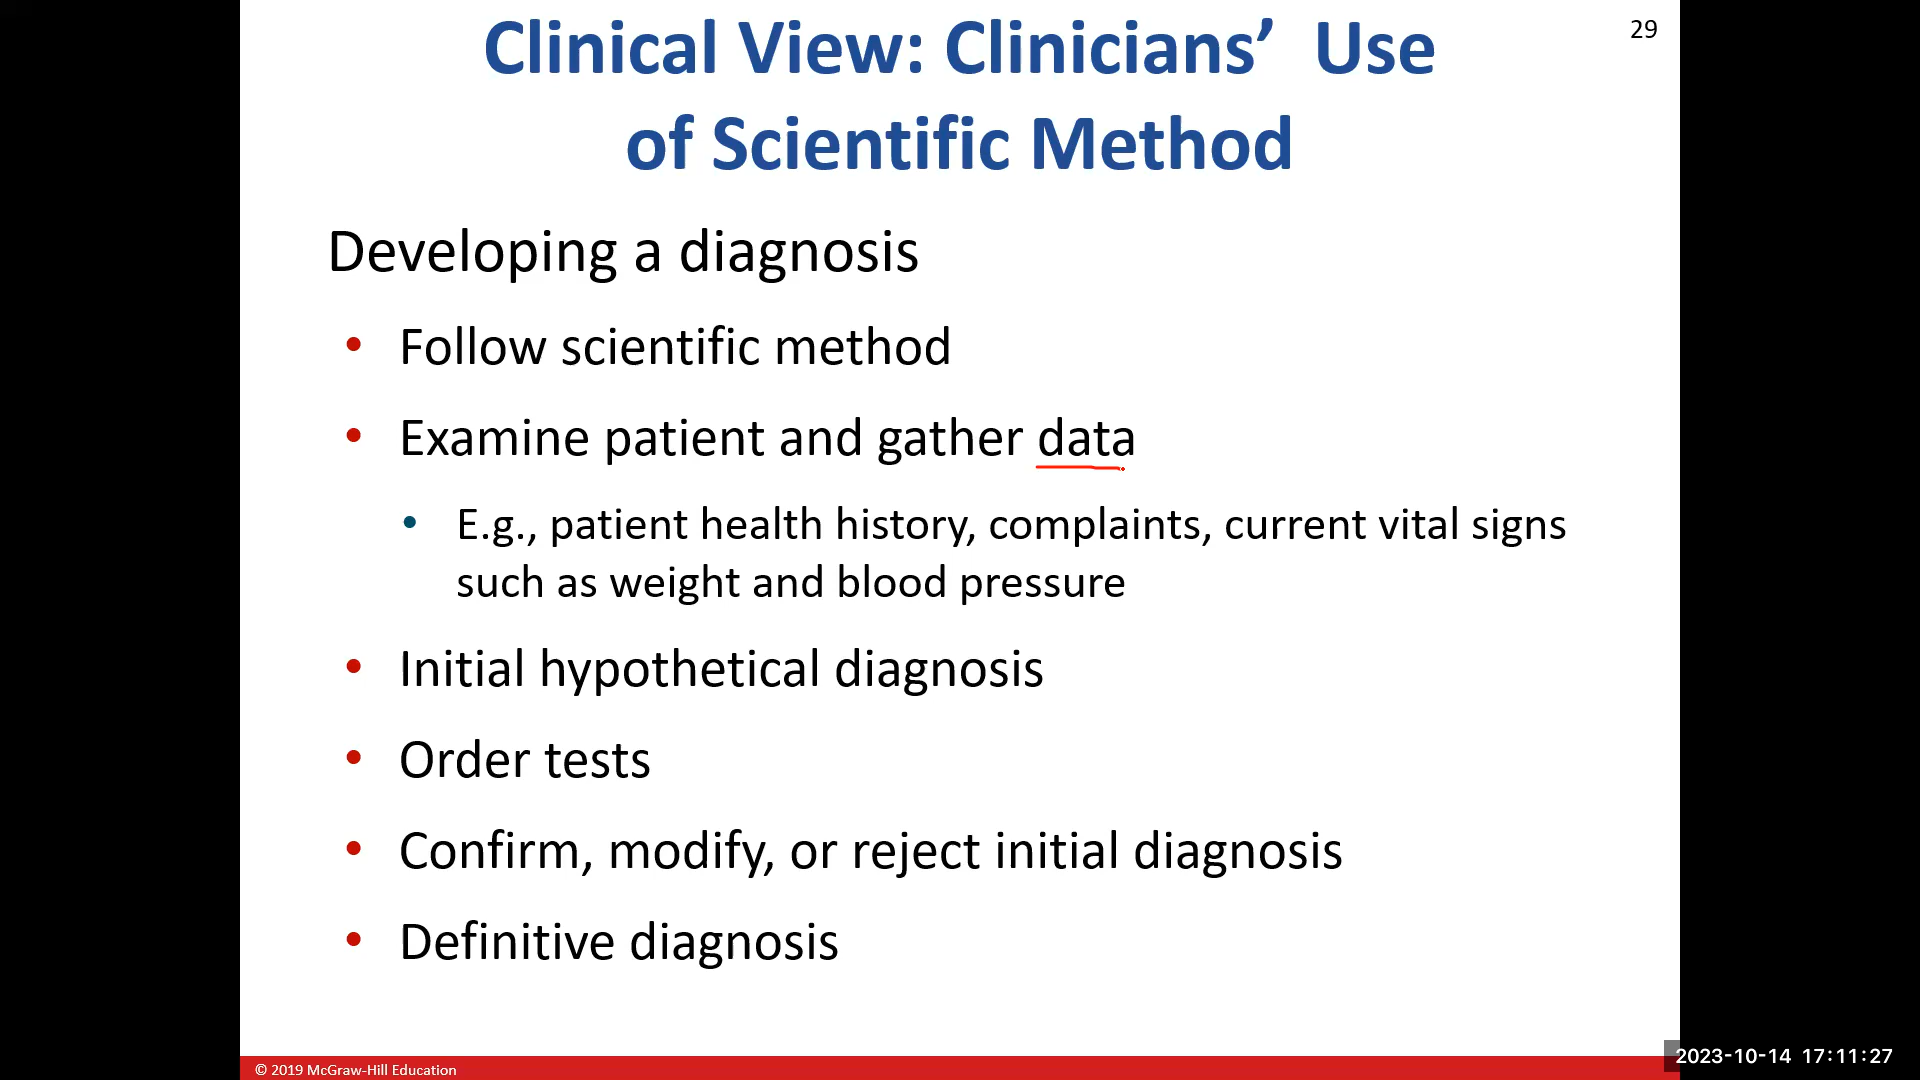 Clinical View: Clinicians’ Use
of Scientific Method
29
Developing a diagnosis
• Follow scientific method
• Examine patient and gather data
• E.g., patient health history, complaints, current vital signs
such as weight and blood pressure
• Initial hypothetical diagnosis
• Order tests
• Confirm, modify, or reject initial diagnosis
• Definitive diagnosis
© 2019 McGraw-Hill Education
2023-10-14 17:11:27